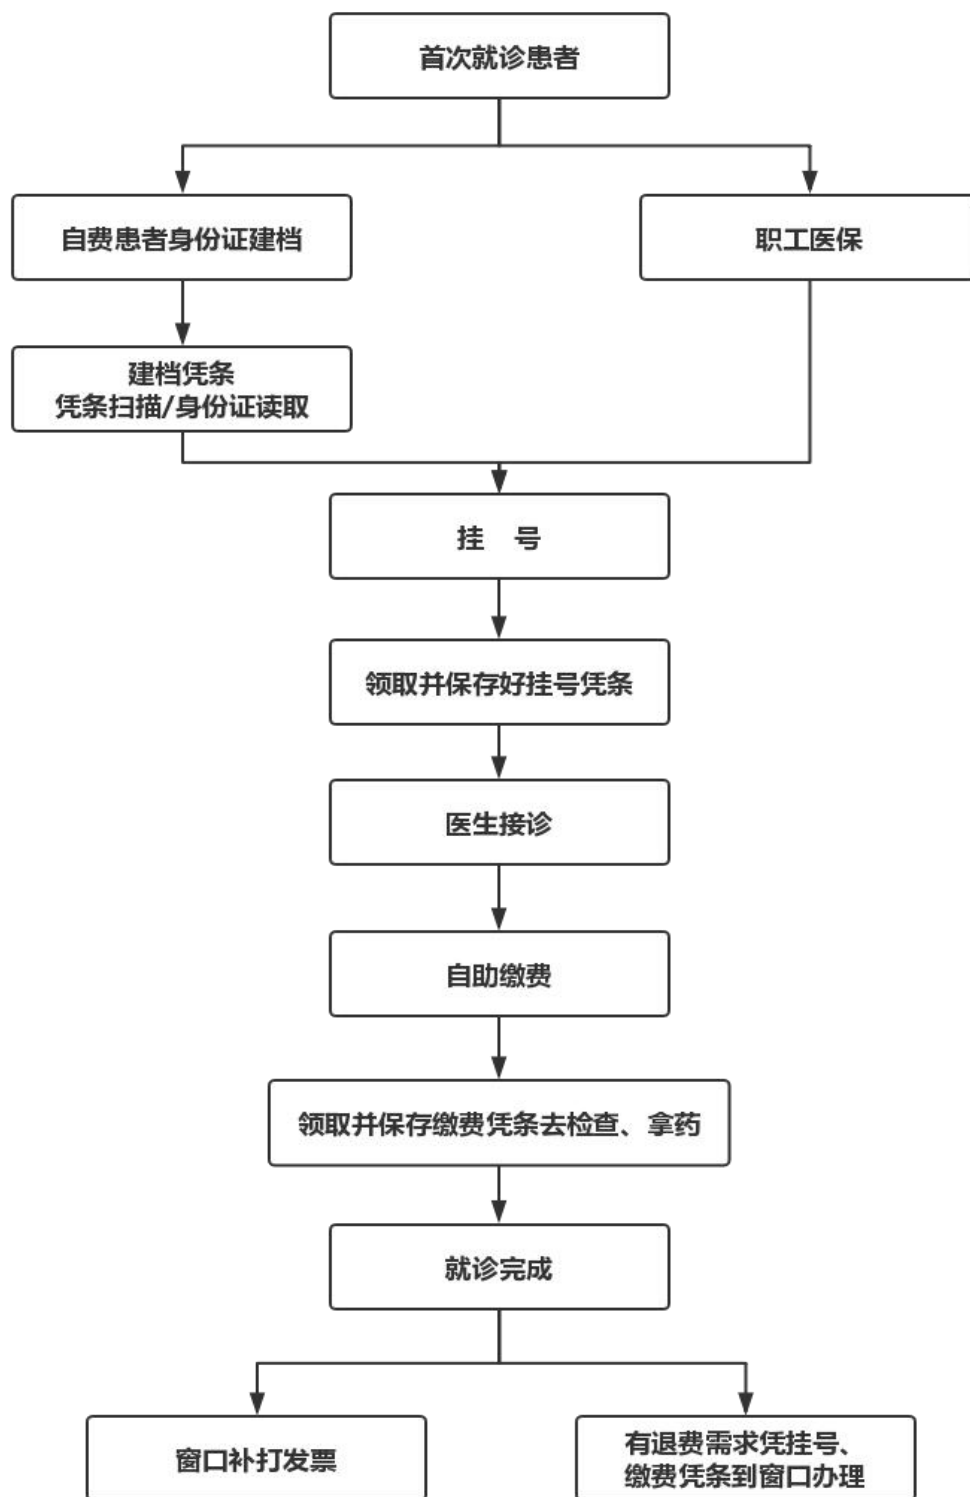 首次就诊患者
自费患者身份证建档
职工医保
建档凭条
凭条扫描/身份证读取
挂 号
领取并保存好挂号凭条
医生接诊
自助缴费
领取并保存缴费凭条去检查、拿药
就诊完成
窗口补打发票
有退费需求凭挂号、
缴费凭条到窗口办理